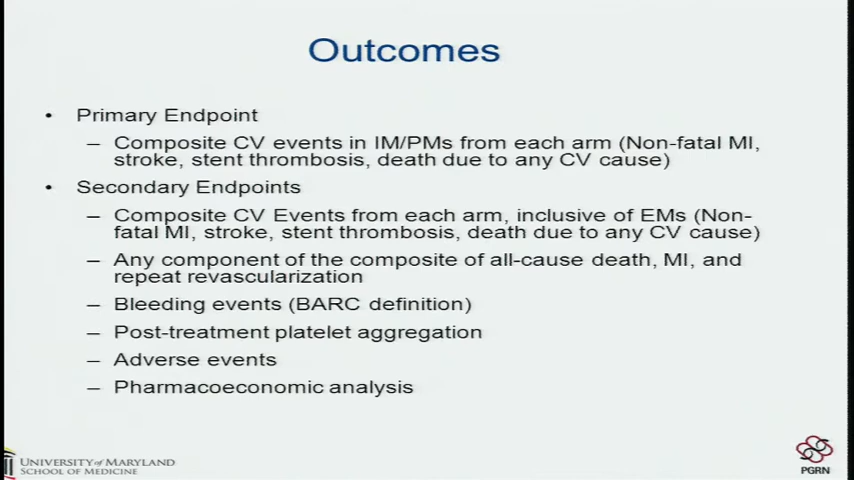 Outcomes
• Primary Endpoint
– Composite CV events in IM/PMs from each arm (Non-fatal MI,
stroke, stent thrombosis, death due to any CV cause)
• Secondary Endpoints
– Composite CV Events from each arm, inclusive of EMs (Non-
fatal MI, stroke, stent thrombosis, death due to any CV cause)
– Any component of the composite of all-cause death, MI, and
repeat revascularization
– Bleeding events (BARC definition)
– Post-treatment platelet aggregation
– Adverse events
– Pharmacoeconomic analysis
UNIVERSITY of MARYLAND
SCHOOL OF MEDICINE
PGRN